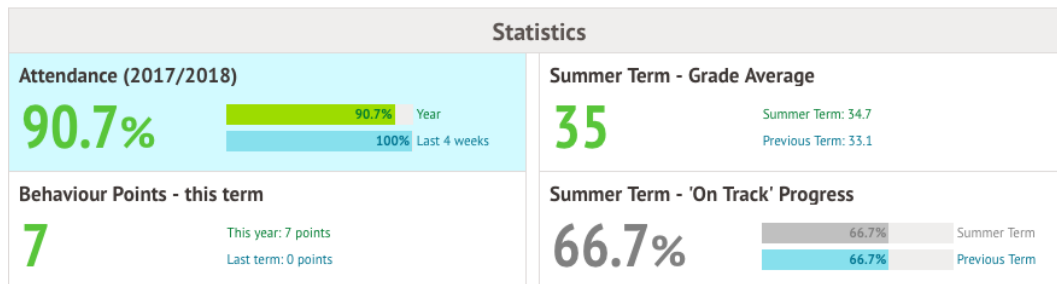 Statistics
Attendance (2017/2018)
90.7%
90.7% Year
100% Last 4 weeks
Summer Term - Grade Average
35
Summer Term: 34.7
Previous Term: 33.1
Behaviour Points - this term
7
This year: 7 points
Last term: 0 points
Summer Term - 'On Track' Progress
66.7%
66.7% Summer Term
66.7% Previous Term